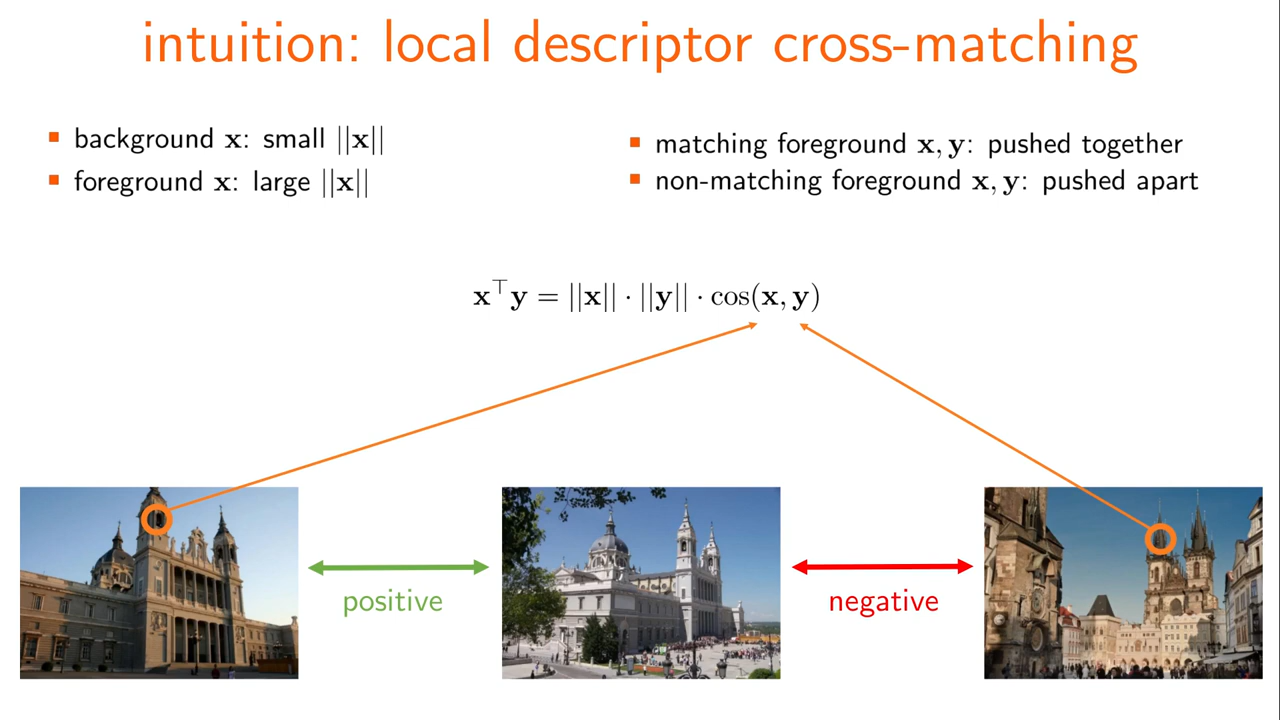 intuition: local descriptor cross-matching
background x: small ||x||
foreground x: large ||x||
matching foreground x, y: pushed together
non-matching foreground x, y: pushed apart
x⊤y = ||x|| · ||y|| · cos(x, y)
positive
negative